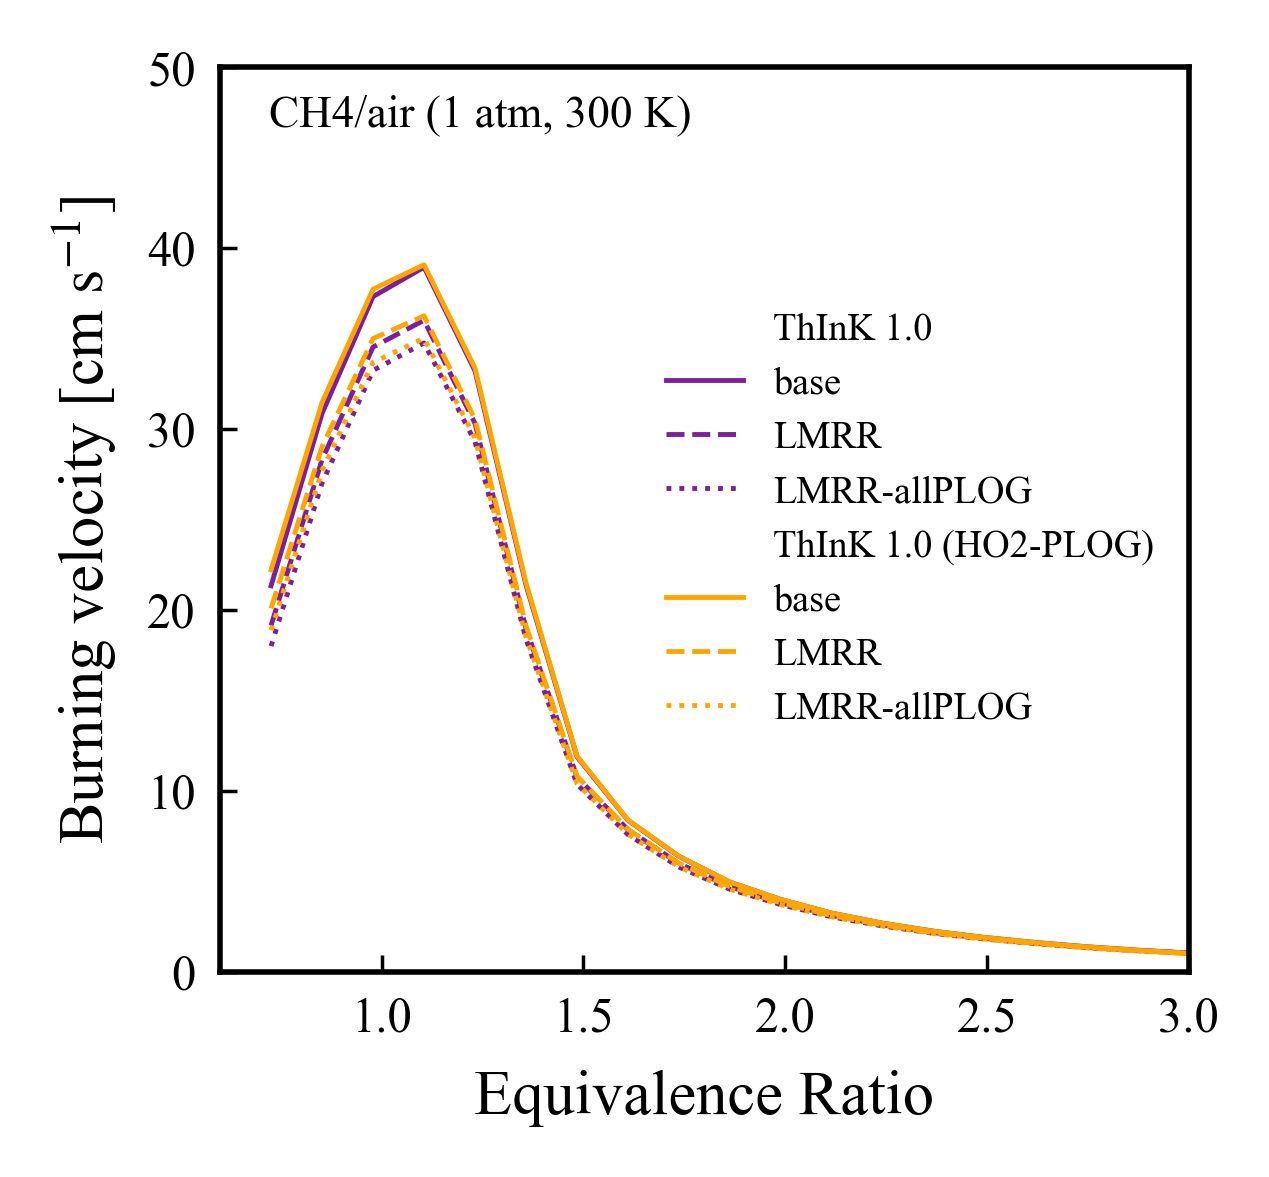 CH4/air (1 atm, 300 K)
50
40
30
20
10
0
Burning velocity [cm s⁻¹]
ThInK 1.0
base
LMRR
LMRR-allPLOG
ThInK 1.0 (HO2-PLOG)
base
LMRR
LMRR-allPLOG
1.0 1.5 2.0 2.5 3.0
Equivalence Ratio